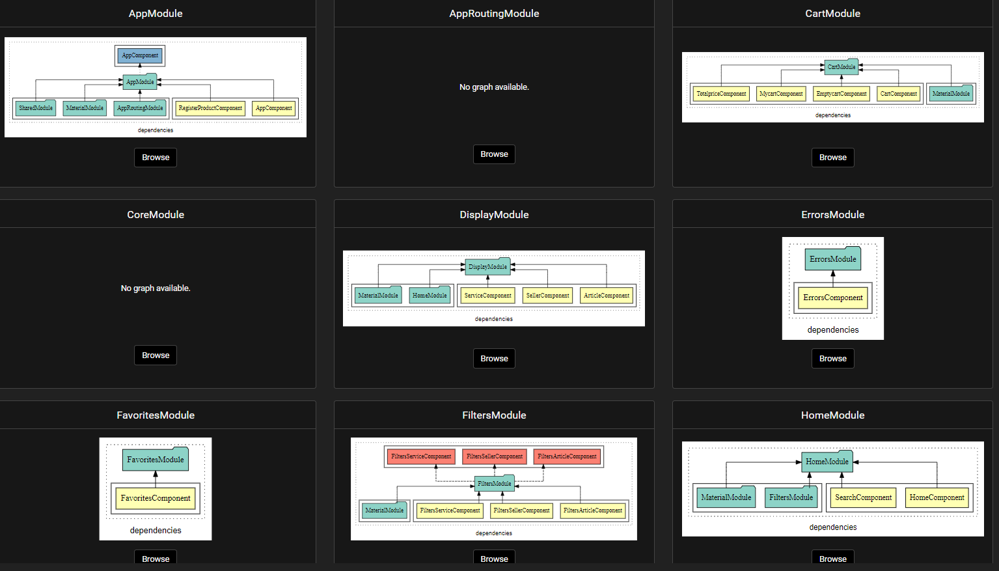 AppModule
AppComponent
AppModule
SharedModule MaterialModule AppRoutingModule RegisterProductComponent AppComponent
dependencies
Browse
AppRoutingModule
No graph available.
Browse
CartModule
CartModule
TotalpriceComponent MycartComponent EmptycartComponent CartComponent MaterialModule
dependencies
Browse
CoreModule
No graph available.
Browse
DisplayModule
DisplayModule
MaterialModule HomeModule ServiceComponent SellerComponent ArticleComponent
dependencies
Browse
ErrorsModule
ErrorsModule
ErrorsComponent
dependencies
Browse
FavoritesModule
FavoritesModule
FavoritesComponent
dependencies
Browse
FiltersModule
FiltersServiceComponent FiltersSellerComponent FiltersArticleComponent
FiltersModule
MaterialModule FiltersServiceComponent FiltersSellerComponent FiltersArticleComponent
dependencies
Browse
HomeModule
HomeModule
MaterialModule FiltersModule SearchComponent HomeComponent
dependencies
Browse